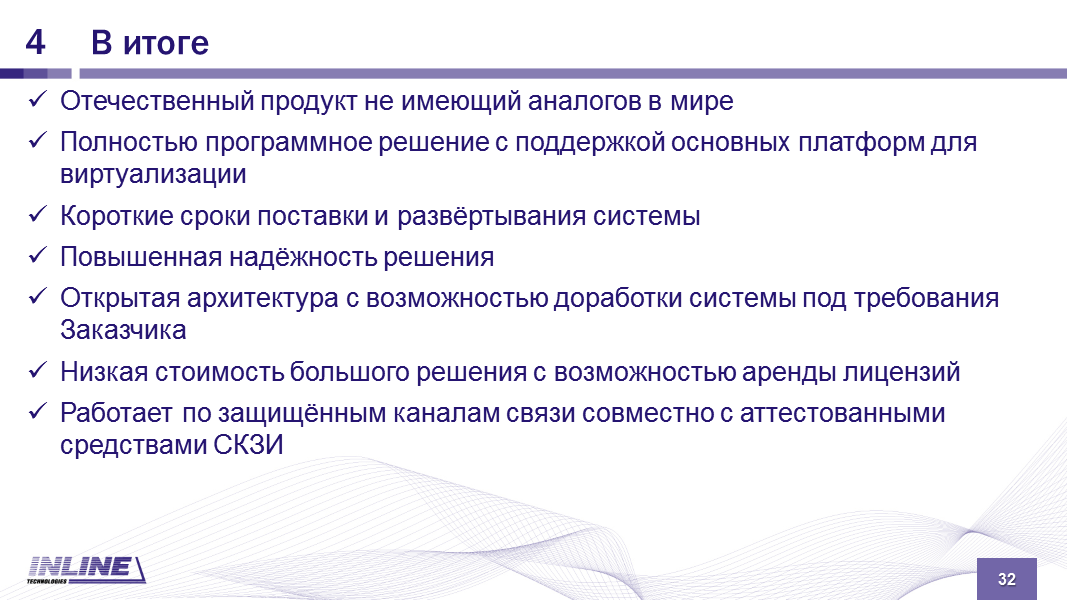 4 В итоге
Отечественный продукт не имеющий аналогов в мире
Полностью программное решение с поддержкой основных платформ для
виртуализации
Короткие сроки поставки и развёртывания системы
Повышенная надёжность решения
Открытая архитектура с возможностью доработки системы под требования
Заказчика
Низкая стоимость большого решения с возможностью аренды лицензий
Работает по защищённым каналам связи совместно с аттестованными
средствами СКЗИ
INLINE
TECHNOLOGIES
32